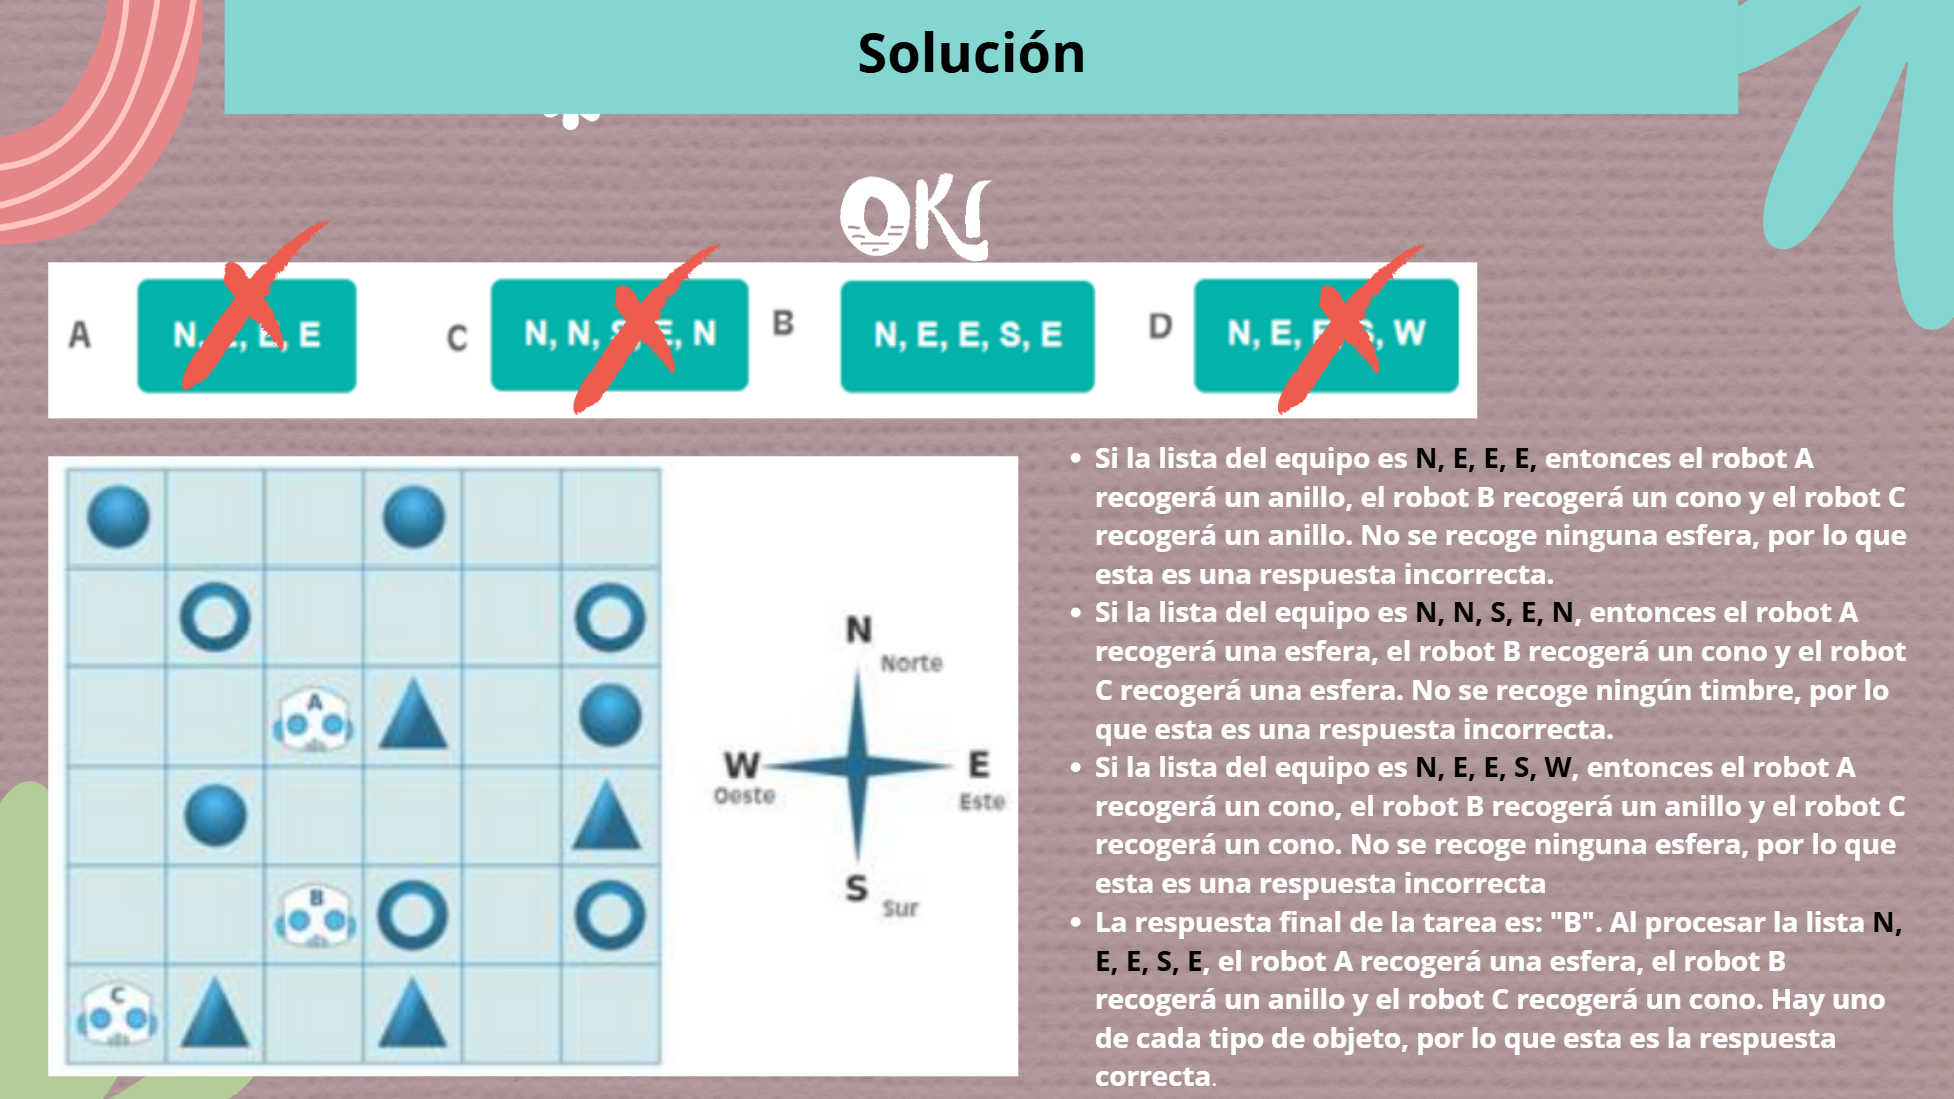 Solución
OK!
A
N, E, E, E
C
N, N, S, E, N
B
N, E, E, S, E
D
N, E, E, S, W
A
B
C
N
Norte
W
Oeste
E
Este
S
Sur
• Si la lista del equipo es N, E, E, E, entonces el robot A
recogerá un anillo, el robot B recogerá un cono y el robot C
recogerá un anillo. No se recoge ninguna esfera, por lo que
esta es una respuesta incorrecta.
• Si la lista del equipo es N, N, S, E, N, entonces el robot A
recogerá una esfera, el robot B recogerá un cono y el robot
C recogerá una esfera. No se recoge ningún timbre, por lo
que esta es una respuesta incorrecta.
• Si la lista del equipo es N, E, E, S, W, entonces el robot A
recogerá un cono, el robot B recogerá un anillo y el robot C
recogerá un cono. No se recoge ninguna esfera, por lo que
esta es una respuesta incorrecta
• La respuesta final de la tarea es: "B". Al procesar la lista N,
E, E, S, E, el robot A recogerá una esfera, el robot B
recogerá un anillo y el robot C recogerá un cono. Hay uno
de cada tipo de objeto, por lo que esta es la respuesta
correcta.